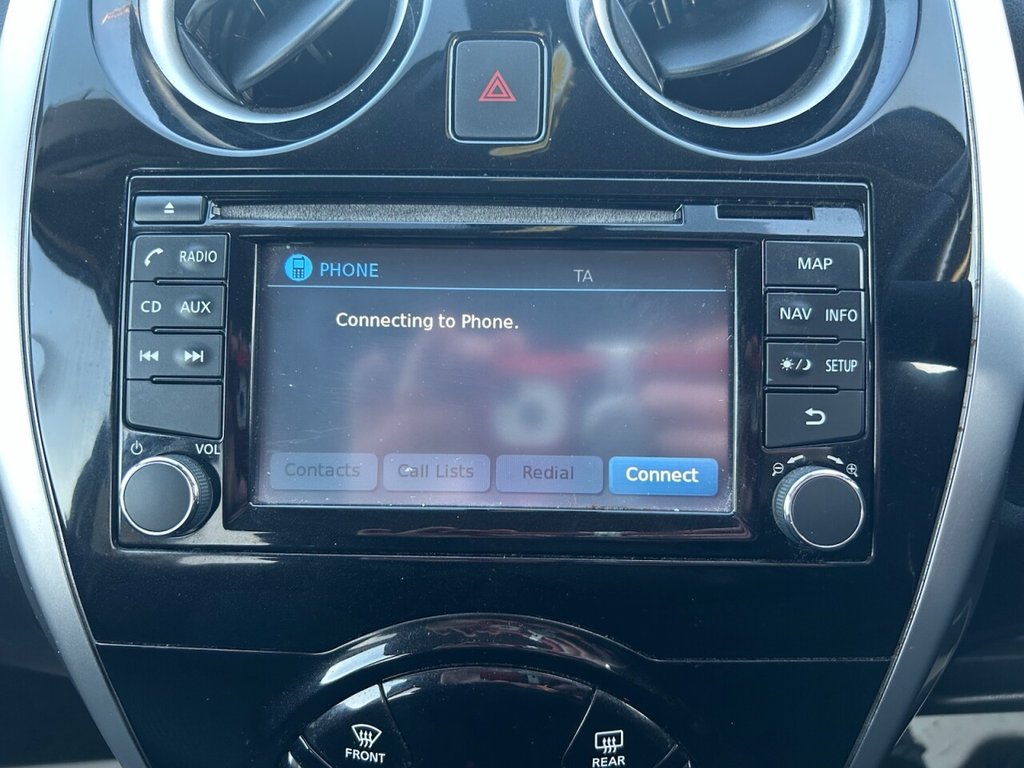 RADIO
CD AUX
VOL
PHONE
TA
Connecting to Phone.
Contacts
Call Lists
Redial
Connect
MAP
NAV INFO
SETUP
FRONT
REAR